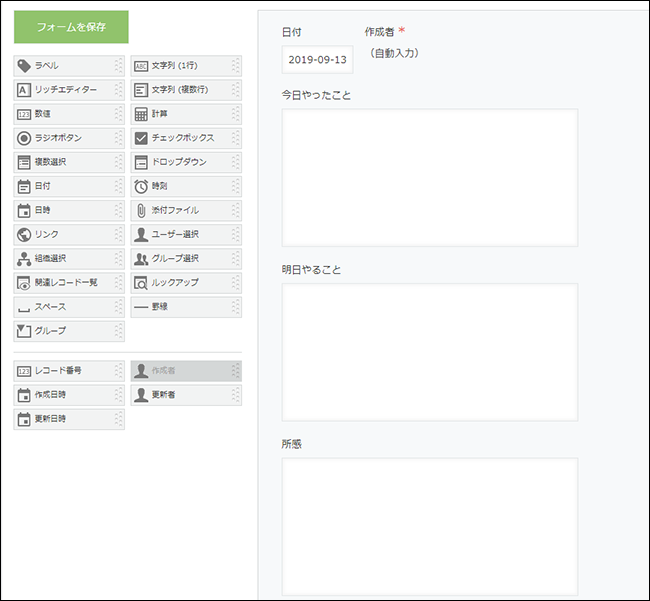 フォームを保存
ラベル
文字列 (1行)
リッチエディター
文字列 (複数行)
数値
計算
ラジオボタン
チェックボックス
複数選択
ドロップダウン
日付
時刻
日時
添付ファイル
リンク
ユーザー選択
組織選択
グループ選択
関連レコード一覧
ルックアップ
スペース
罫線
グループ
レコード番号
作成者
作成日時
更新者
更新日時
日付
作成者 *
2019-09-13
（自動入力）
今日やったこと
明日やること
所感